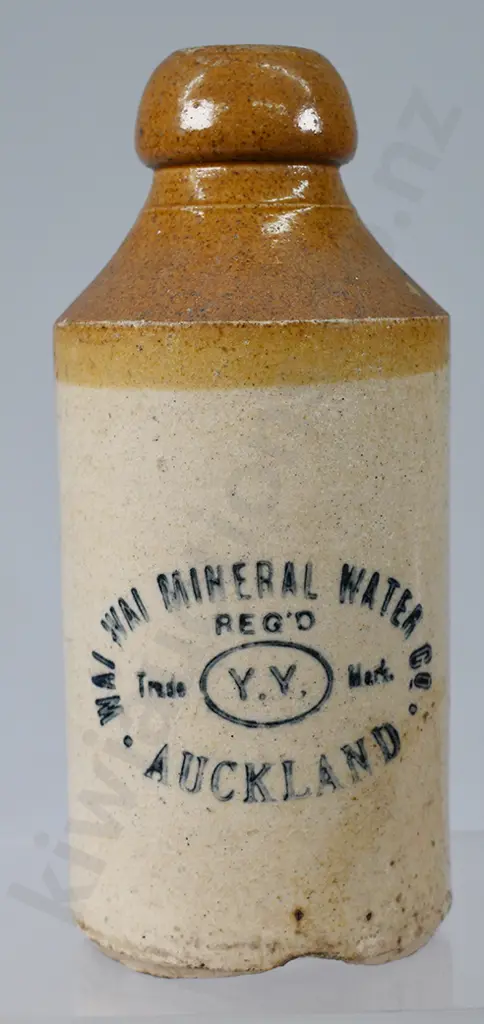 WAI WAI MINERAL WATER CO.
REG'D
Trade Y.Y. Mark.
• AUCKLAND •